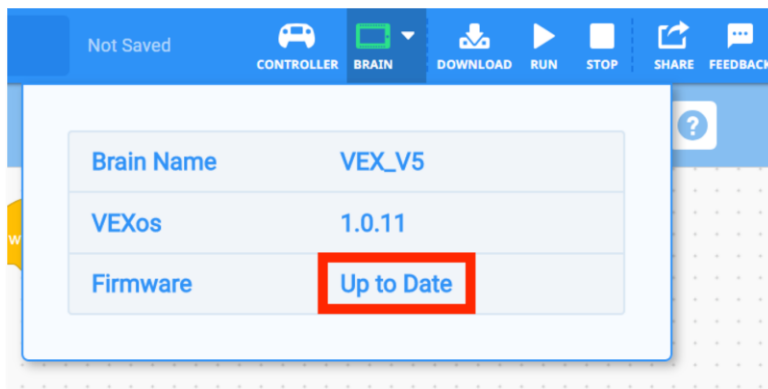 Not Saved
CONTROLLER BRAIN DOWNLOAD RUN STOP SHARE FEEDBACK
?
Brain Name VEX_V5
VEXos 1.0.11
w
Firmware Up to Date